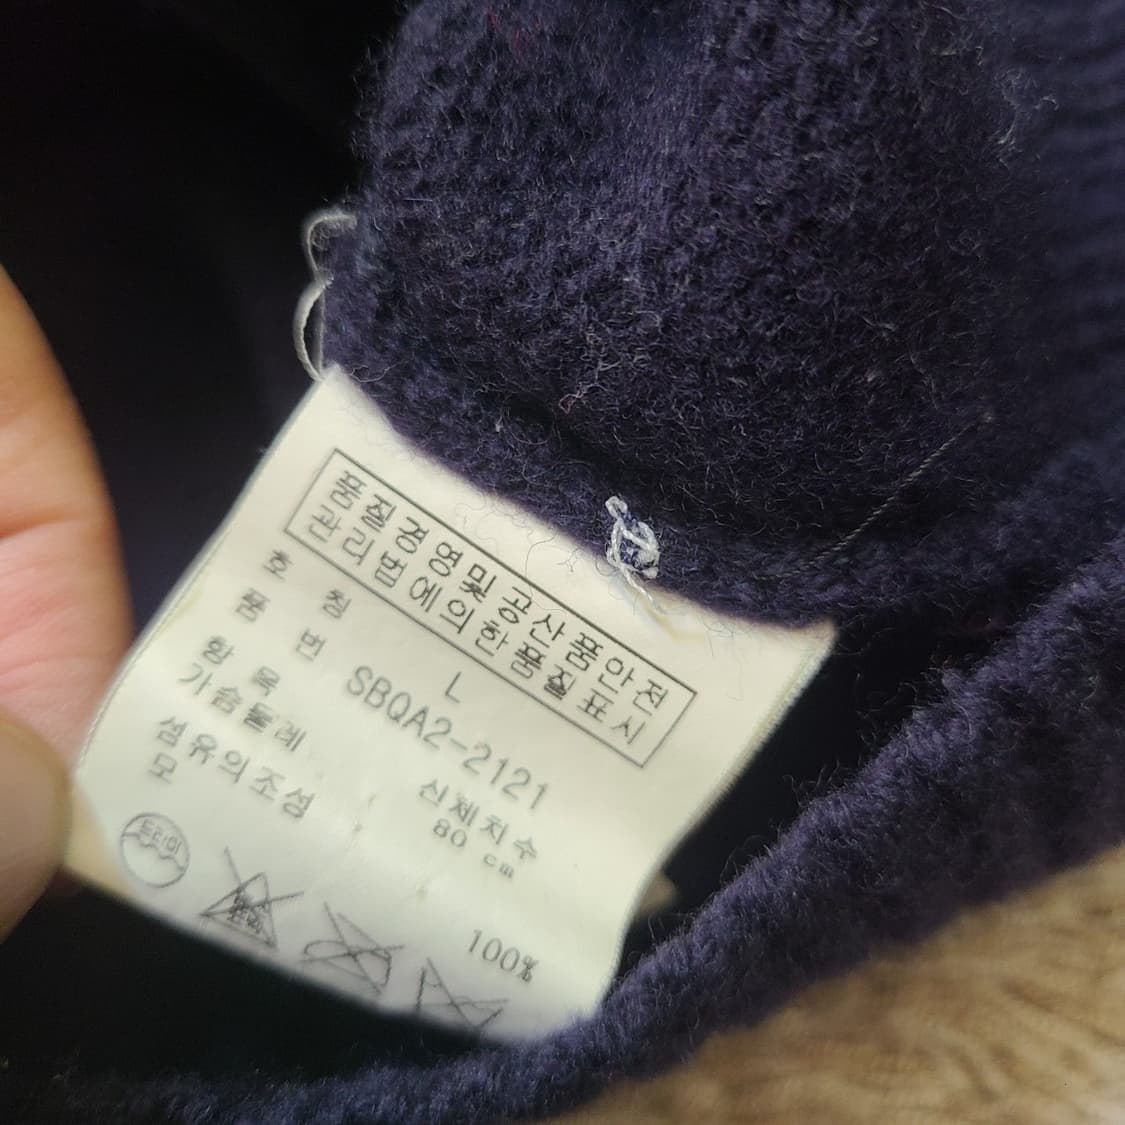 품질경영및공산품안전
관리법에의한품질표시
호 칭 L
품 번 SBQA2-2121
항 목 신체치수
가슴둘레 80 cm
섬유의조성
모 100%
드라이